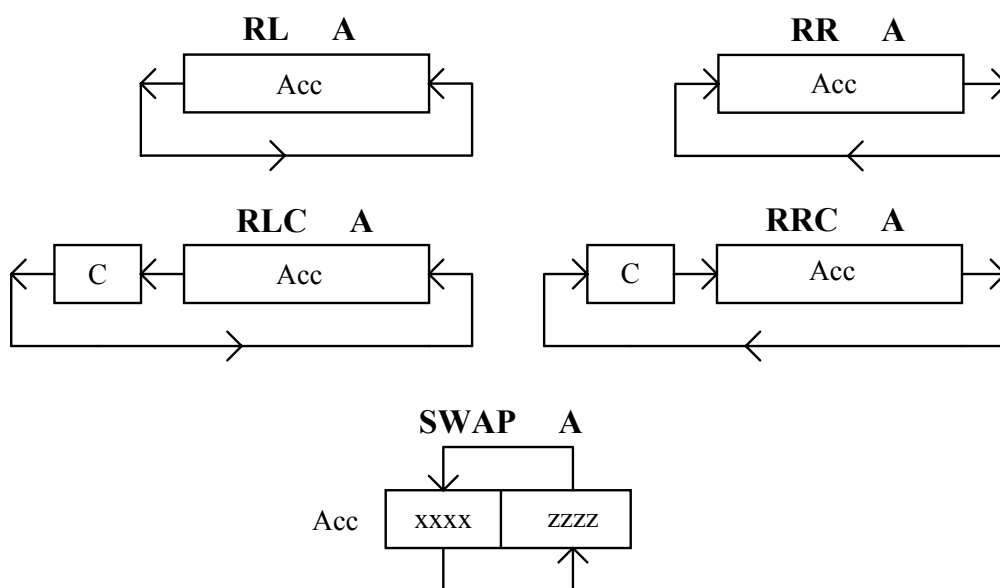 RL A RR A
Acc Acc
RLC A RRC A
C Acc C Acc
SWAP A
Acc xxxx zzzz